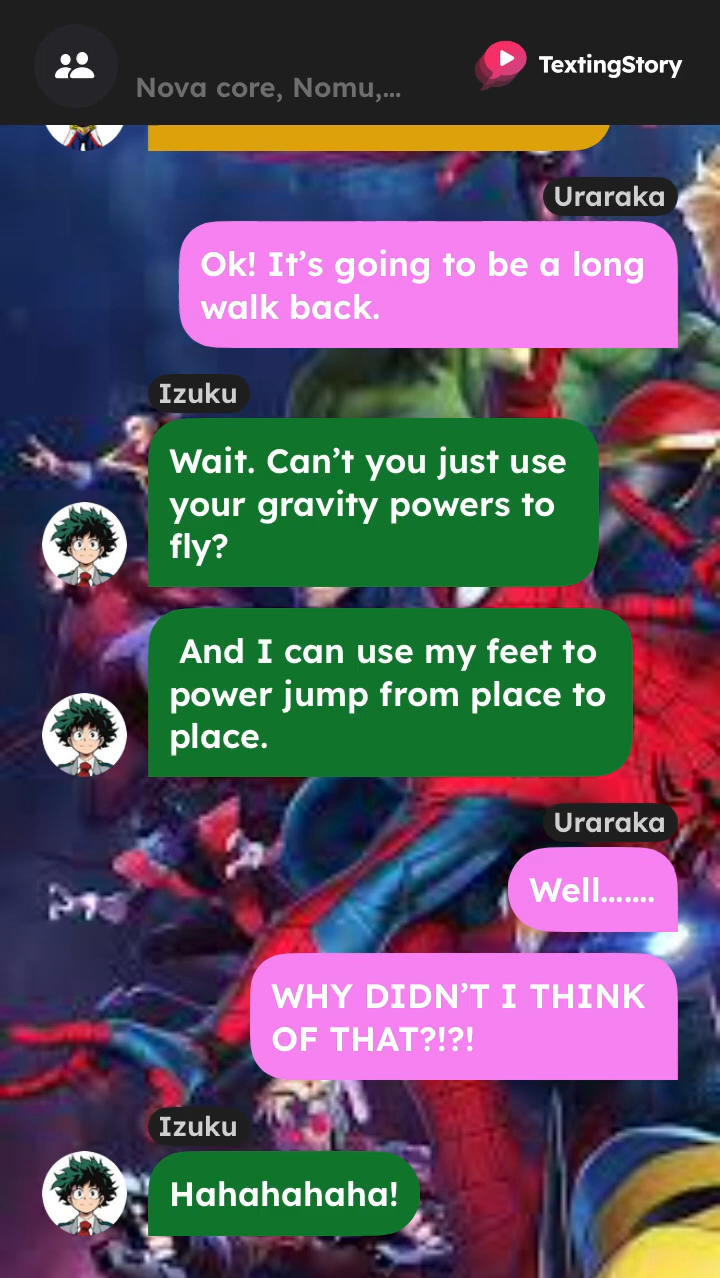 Nova core, Nomu,...
TextingStory
Uraraka
Ok! It’s going to be a long
walk back.
Izuku
Wait. Can’t you just use
your gravity powers to
fly?
And I can use my feet to
power jump from place to
place.
Uraraka
Well.......
WHY DIDN’T I THINK
OF THAT?!?!
Izuku
Hahahahaha!